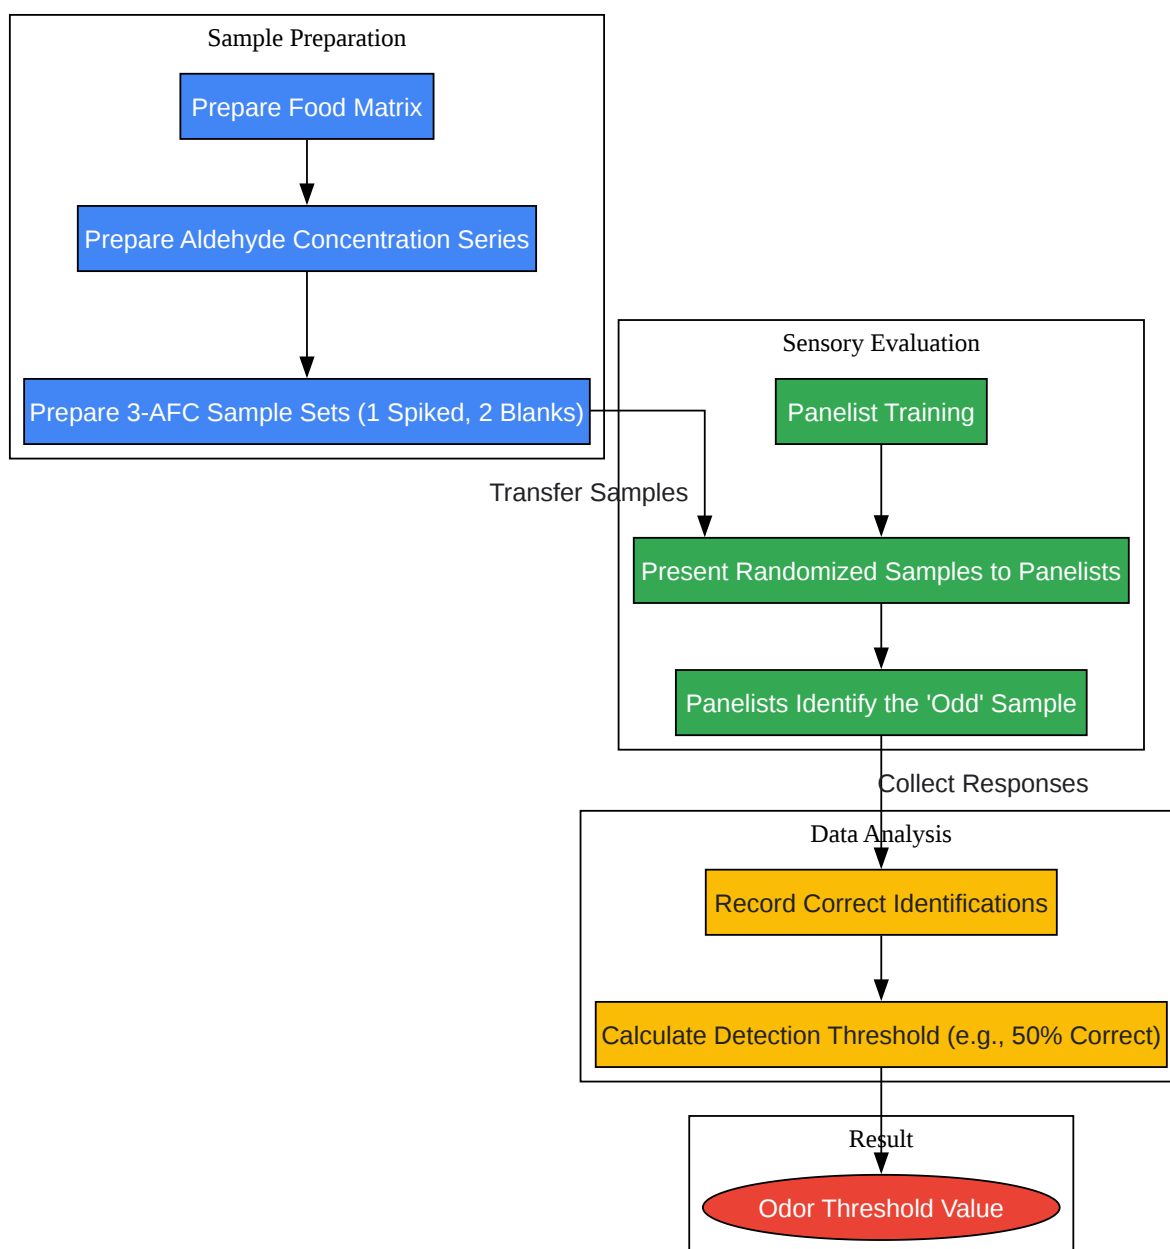 Sample Preparation
Prepare Food Matrix
Prepare Aldehyde Concentration Series
Prepare 3-AFC Sample Sets (1 Spiked, 2 Blanks)
Transfer Samples
Sensory Evaluation
Panelist Training
Present Randomized Samples to Panelists
Panelists Identify the 'Odd' Sample
Collect Responses
Data Analysis
Record Correct Identifications
Calculate Detection Threshold (e.g., 50% Correct)
Result
Odor Threshold Value